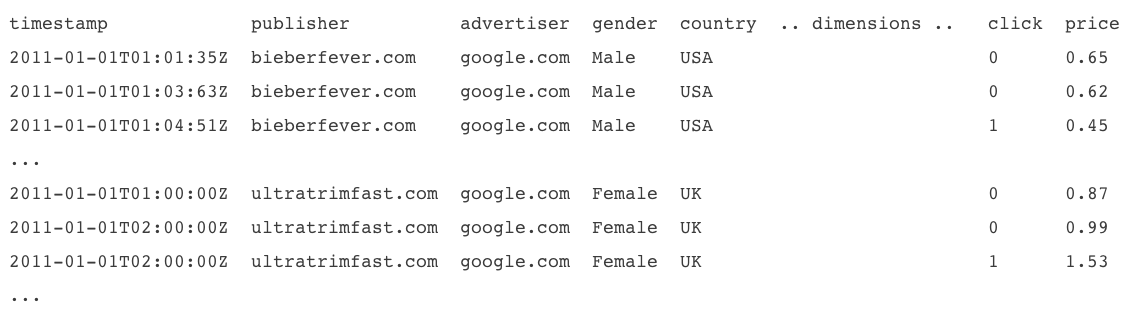 timestamp publisher advertiser gender country .. dimensions .. click price
2011-01-01T01:01:35Z bieberfever.com google.com Male USA 0 0.65
2011-01-01T01:03:63Z bieberfever.com google.com Male USA 0 0.62
2011-01-01T01:04:51Z bieberfever.com google.com Male USA 1 0.45
...
2011-01-01T01:00:00Z ultratrimfast.com google.com Female UK 0 0.87
2011-01-01T02:00:00Z ultratrimfast.com google.com Female UK 0 0.99
2011-01-01T02:00:00Z ultratrimfast.com google.com Female UK 1 1.53
...